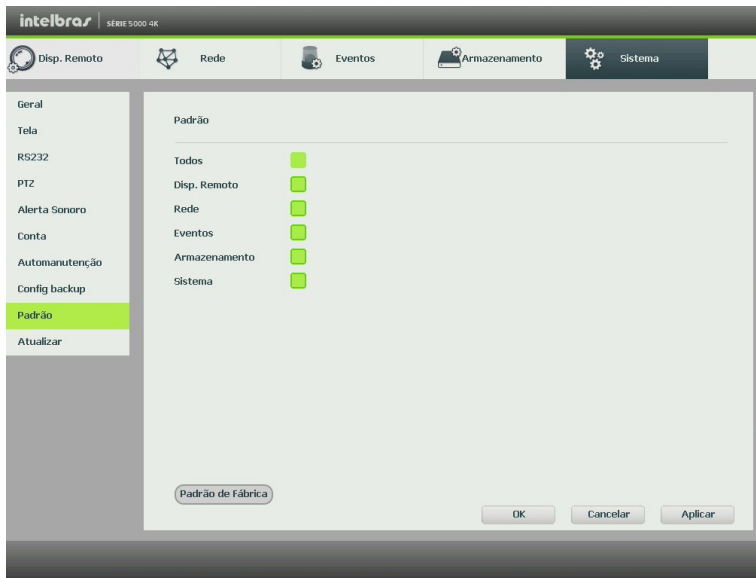 intelbras SÉRIE 5000 4K
Disp. Remoto Rede Eventos Armazenamento Sistema
Geral
Tela
RS232
PTZ
Alerta Sonoro
Conta
Automanutenção
Config backup
Padrão
Atualizar
Padrão
Todos
Disp. Remoto
Rede
Eventos
Armazenamento
Sistema
Padrão de Fábrica
OK Cancelar Aplicar